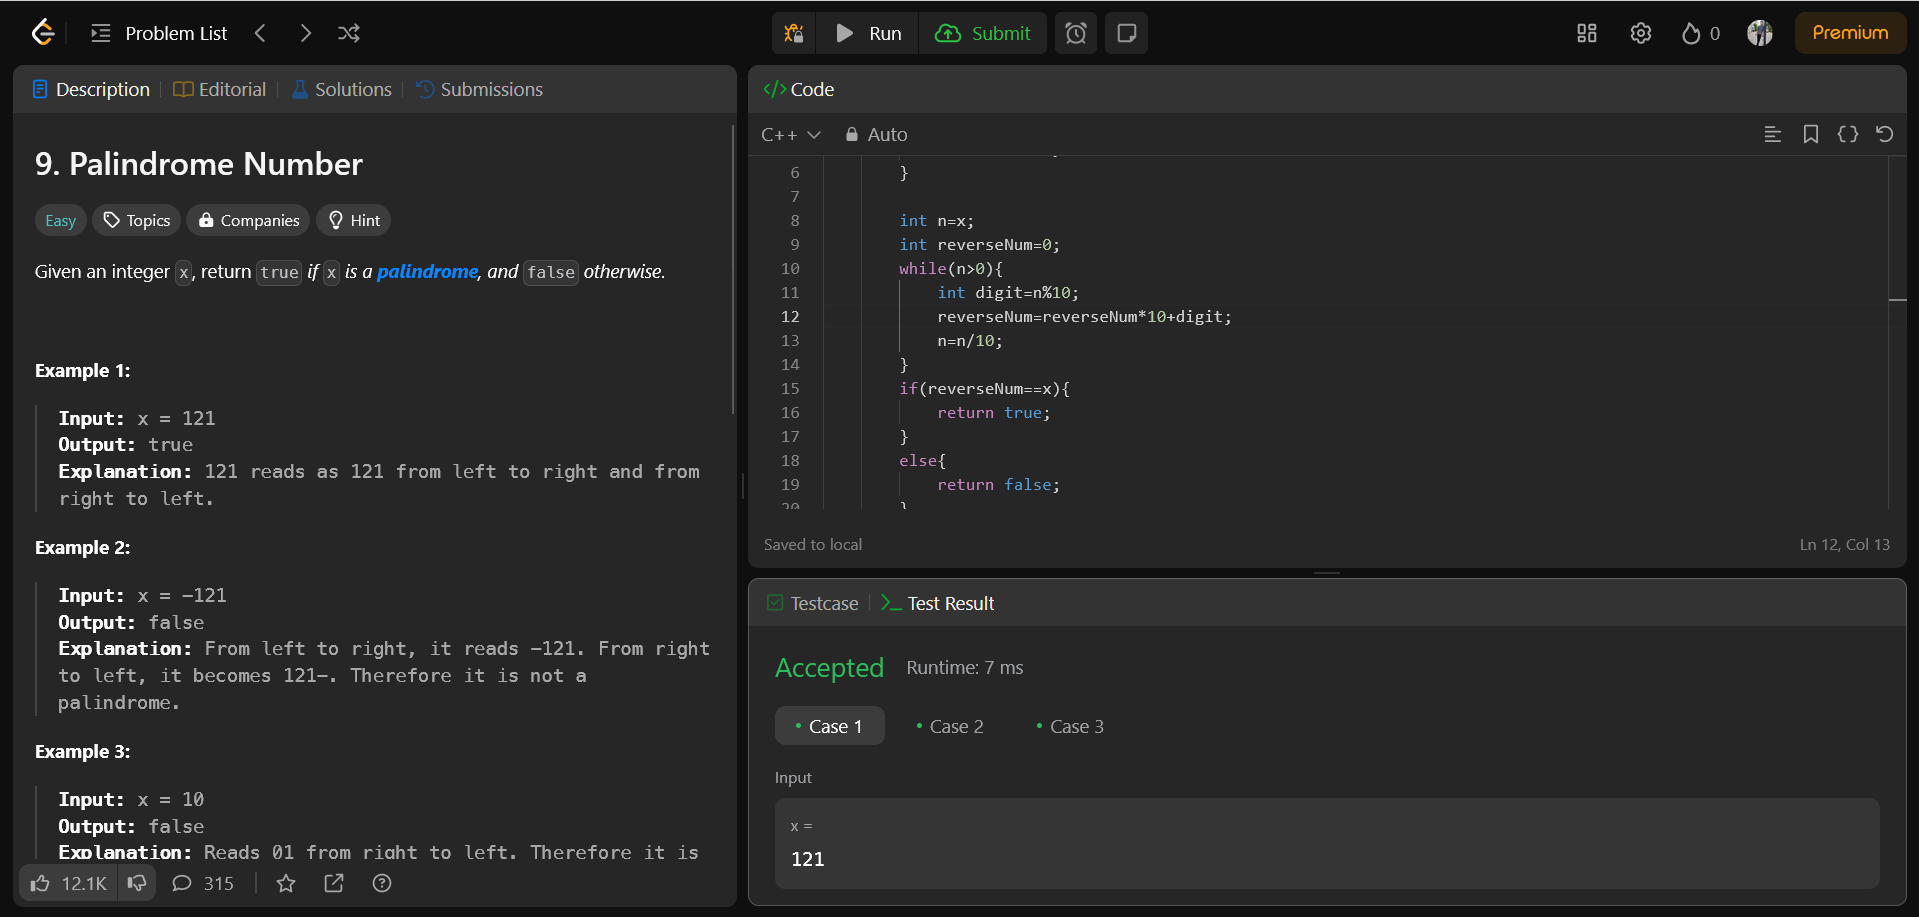 Problem List
Run
Submit
0
Premium
Description
Editorial
Solutions
Submissions
9. Palindrome Number
Easy
Topics
Companies
Hint
Given an integer x, return true if x is a palindrome, and false otherwise.
Example 1:
Input: x = 121
Output: true
Explanation: 121 reads as 121 from left to right and from
right to left.
Example 2:
Input: x = -121
Output: false
Explanation: From left to right, it reads -121. From right
to left, it becomes 121-. Therefore it is not a
palindrome.
Example 3:
Input: x = 10
Output: false
Explanation: Reads 01 from right to left. Therefore it is
12.1K
315
</> Code
C++
Auto
6 }
7
8 int n=x;
9 int reverseNum=0;
10 while(n>0){
11 int digit=n%10;
12 reverseNum=reverseNum*10+digit;
13 n=n/10;
14 }
15 if(reverseNum==x){
16 return true;
17 }
18 else{
19 return false;
20 }
Saved to local
Ln 12, Col 13
Testcase
Test Result
Accepted
Runtime: 7 ms
Case 1
Case 2
Case 3
Input
x =
121